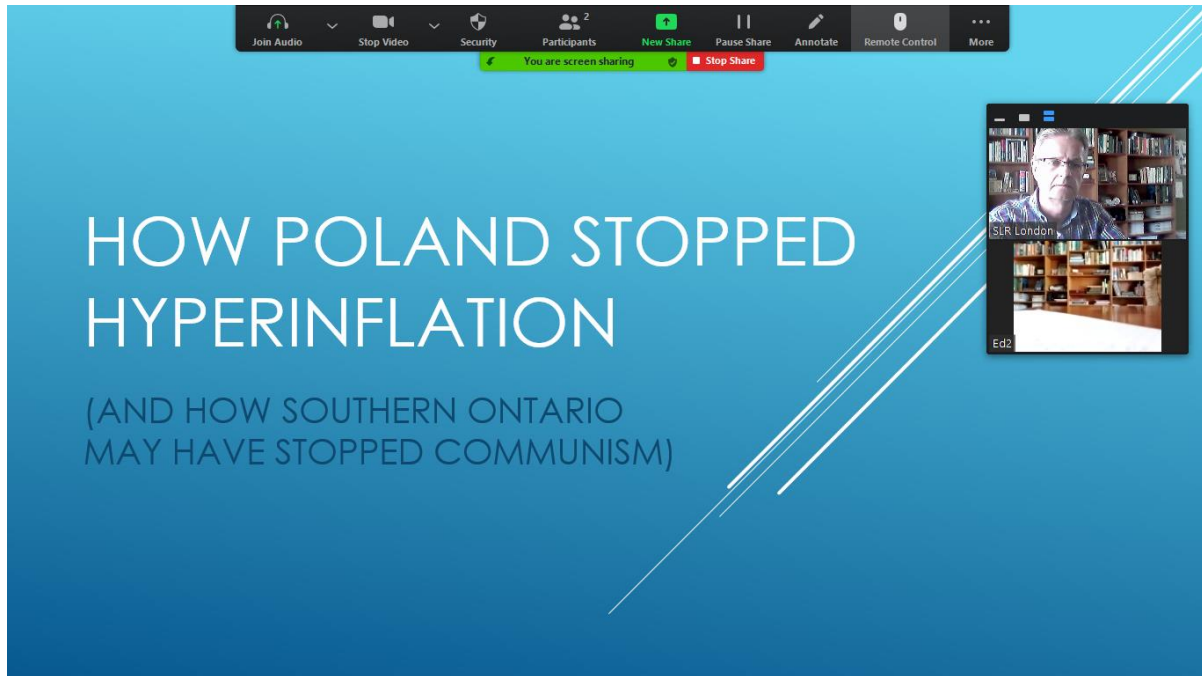 2
Join Audio Stop Video Security Participants New Share Pause Share Annotate Remote Control More
You are screen sharing Stop Share
SLR London
HOW POLAND STOPPED
HYPERINFLATION
Ed2
(AND HOW SOUTHERN ONTARIO
MAY HAVE STOPPED COMMUNISM)